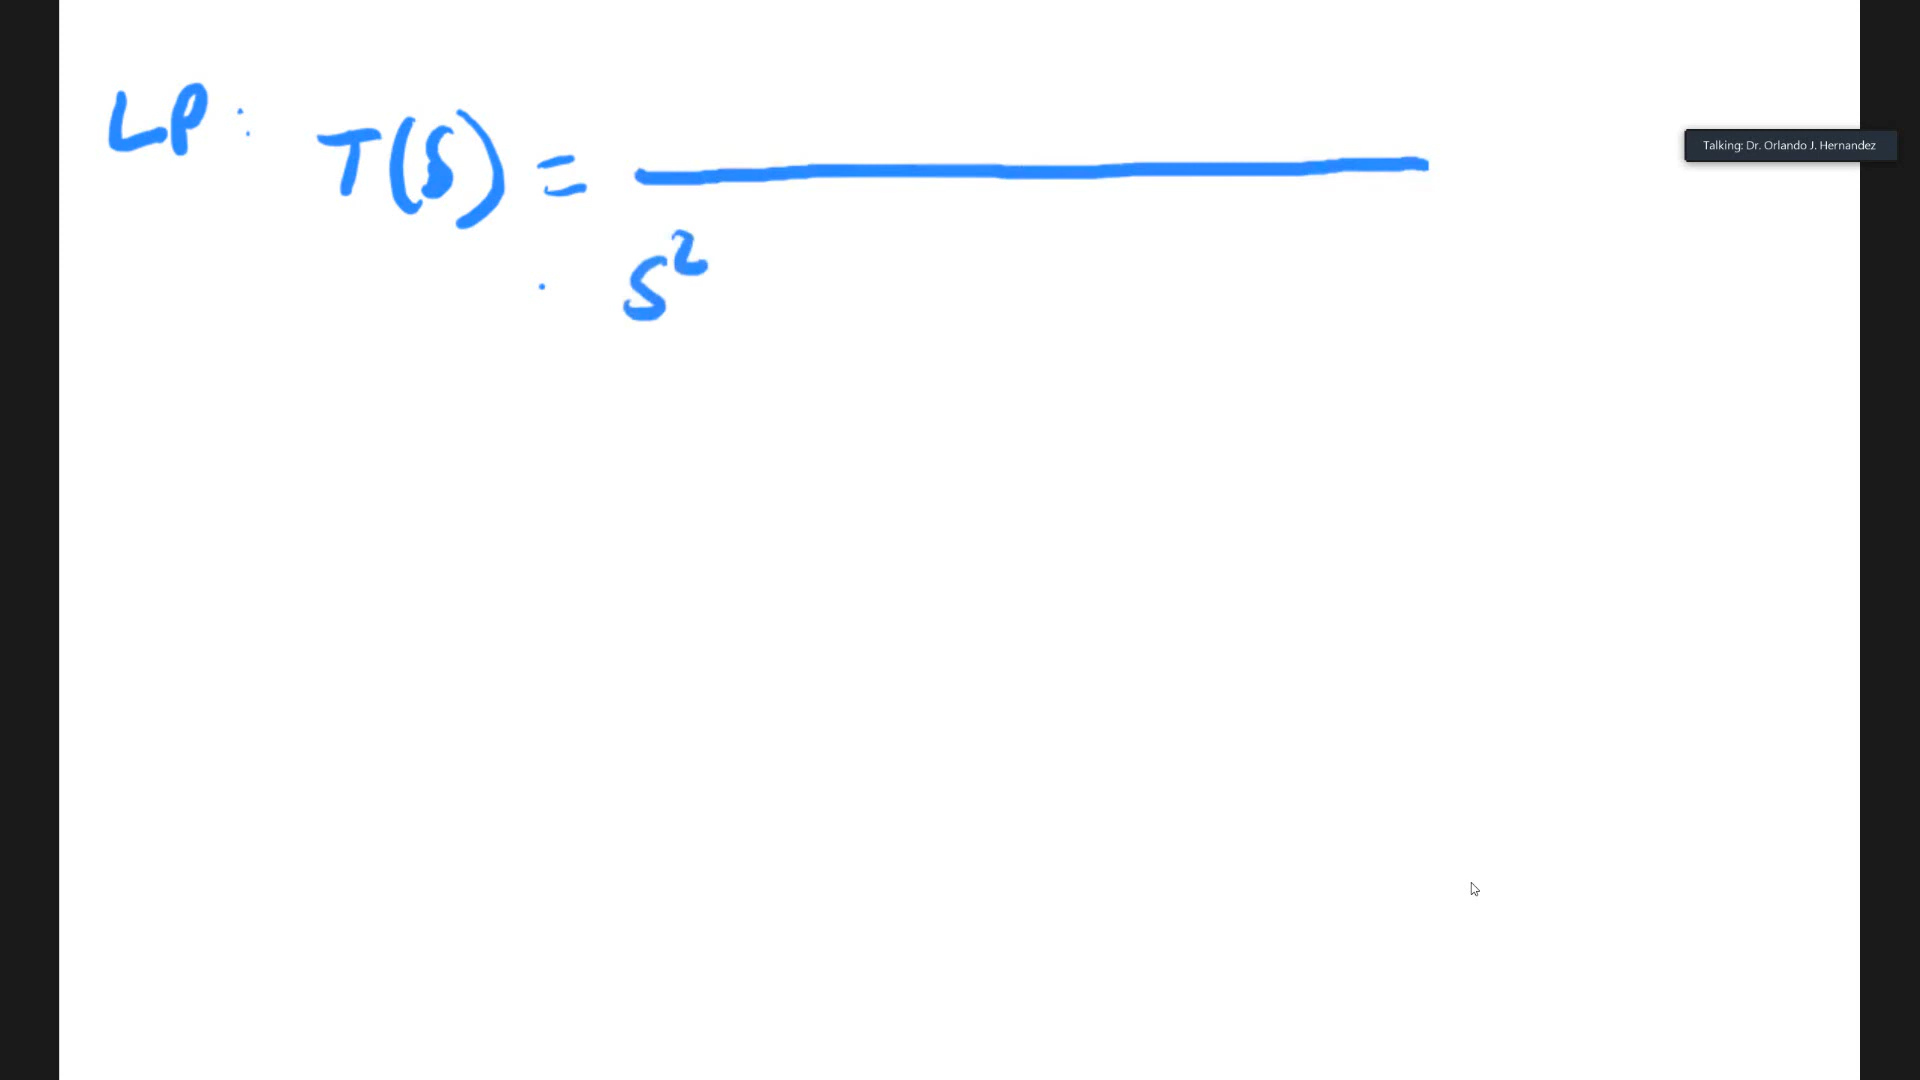 LP: T(S) =
S²
Talking: Dr. Orlando J. Hernandez